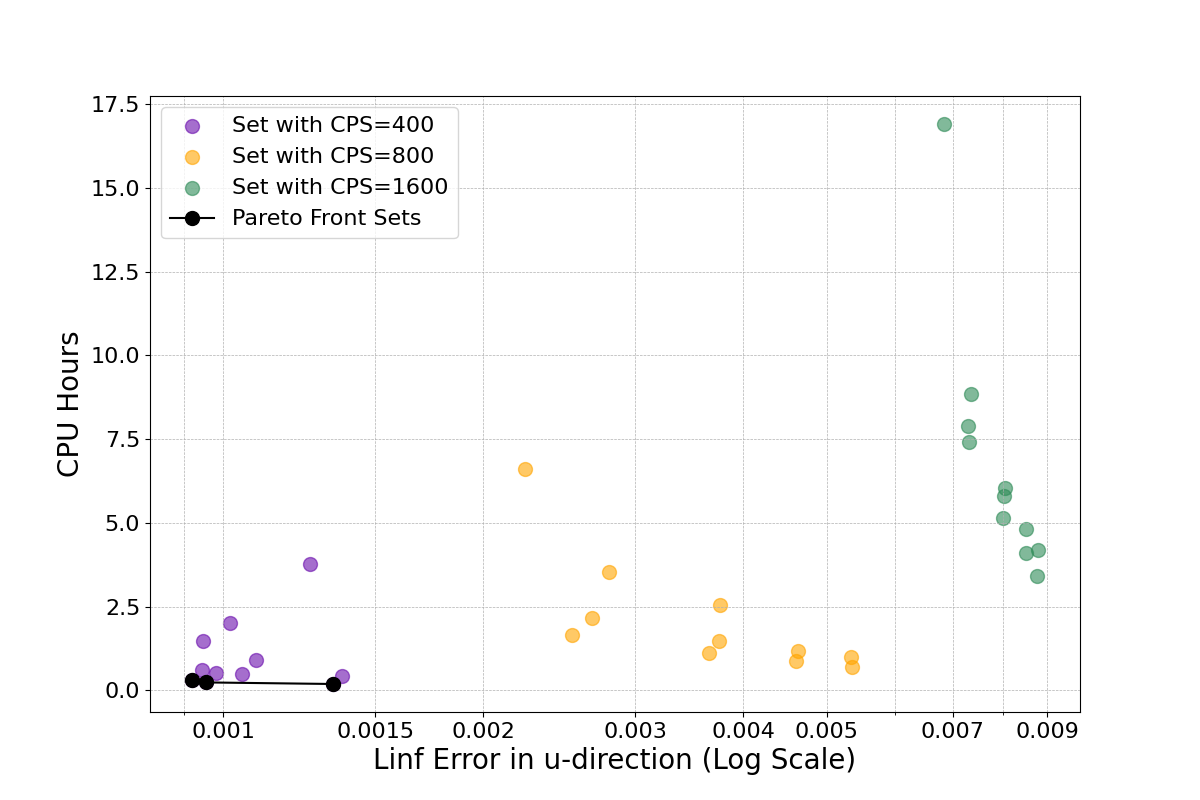 17.5
15.0
12.5
10.0
7.5
5.0
2.5
0.0
CPU Hours
Set with CPS=400
Set with CPS=800
Set with CPS=1600
Pareto Front Sets
0.001 0.0015 0.002 0.003 0.004 0.005 0.007 0.009
Linf Error in u-direction (Log Scale)